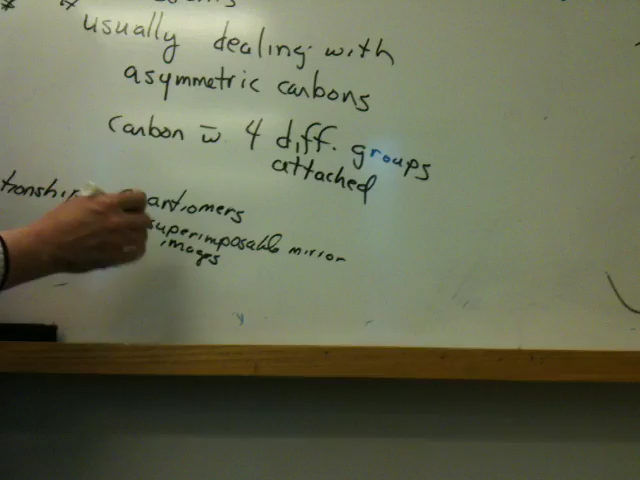 usually dealing with
asymmetric carbons
Carbon w̄ 4 diff. groups
attached
superimposable mirror
images